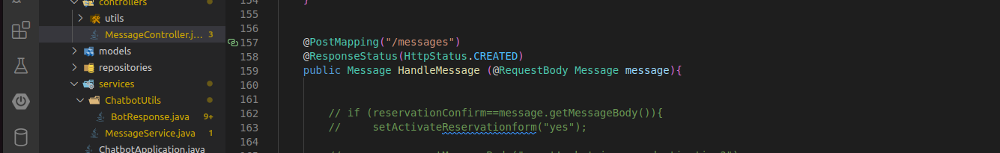 controllers
utils
MessageController.j... 3
models
repositories
services
ChatbotUtils
BotResponse.java 9+
MessageService.java 1
ChatbotApplication.java
154 }
155
156
157 @PostMapping("/messages")
158 @ResponseStatus(HttpStatus.CREATED)
159 public Message HandleMessage (@RequestBody Message message){
160
161
162 // if (reservationConfirm==message.getMessageBody()){
163 //     setActivateReservationform("yes");
164